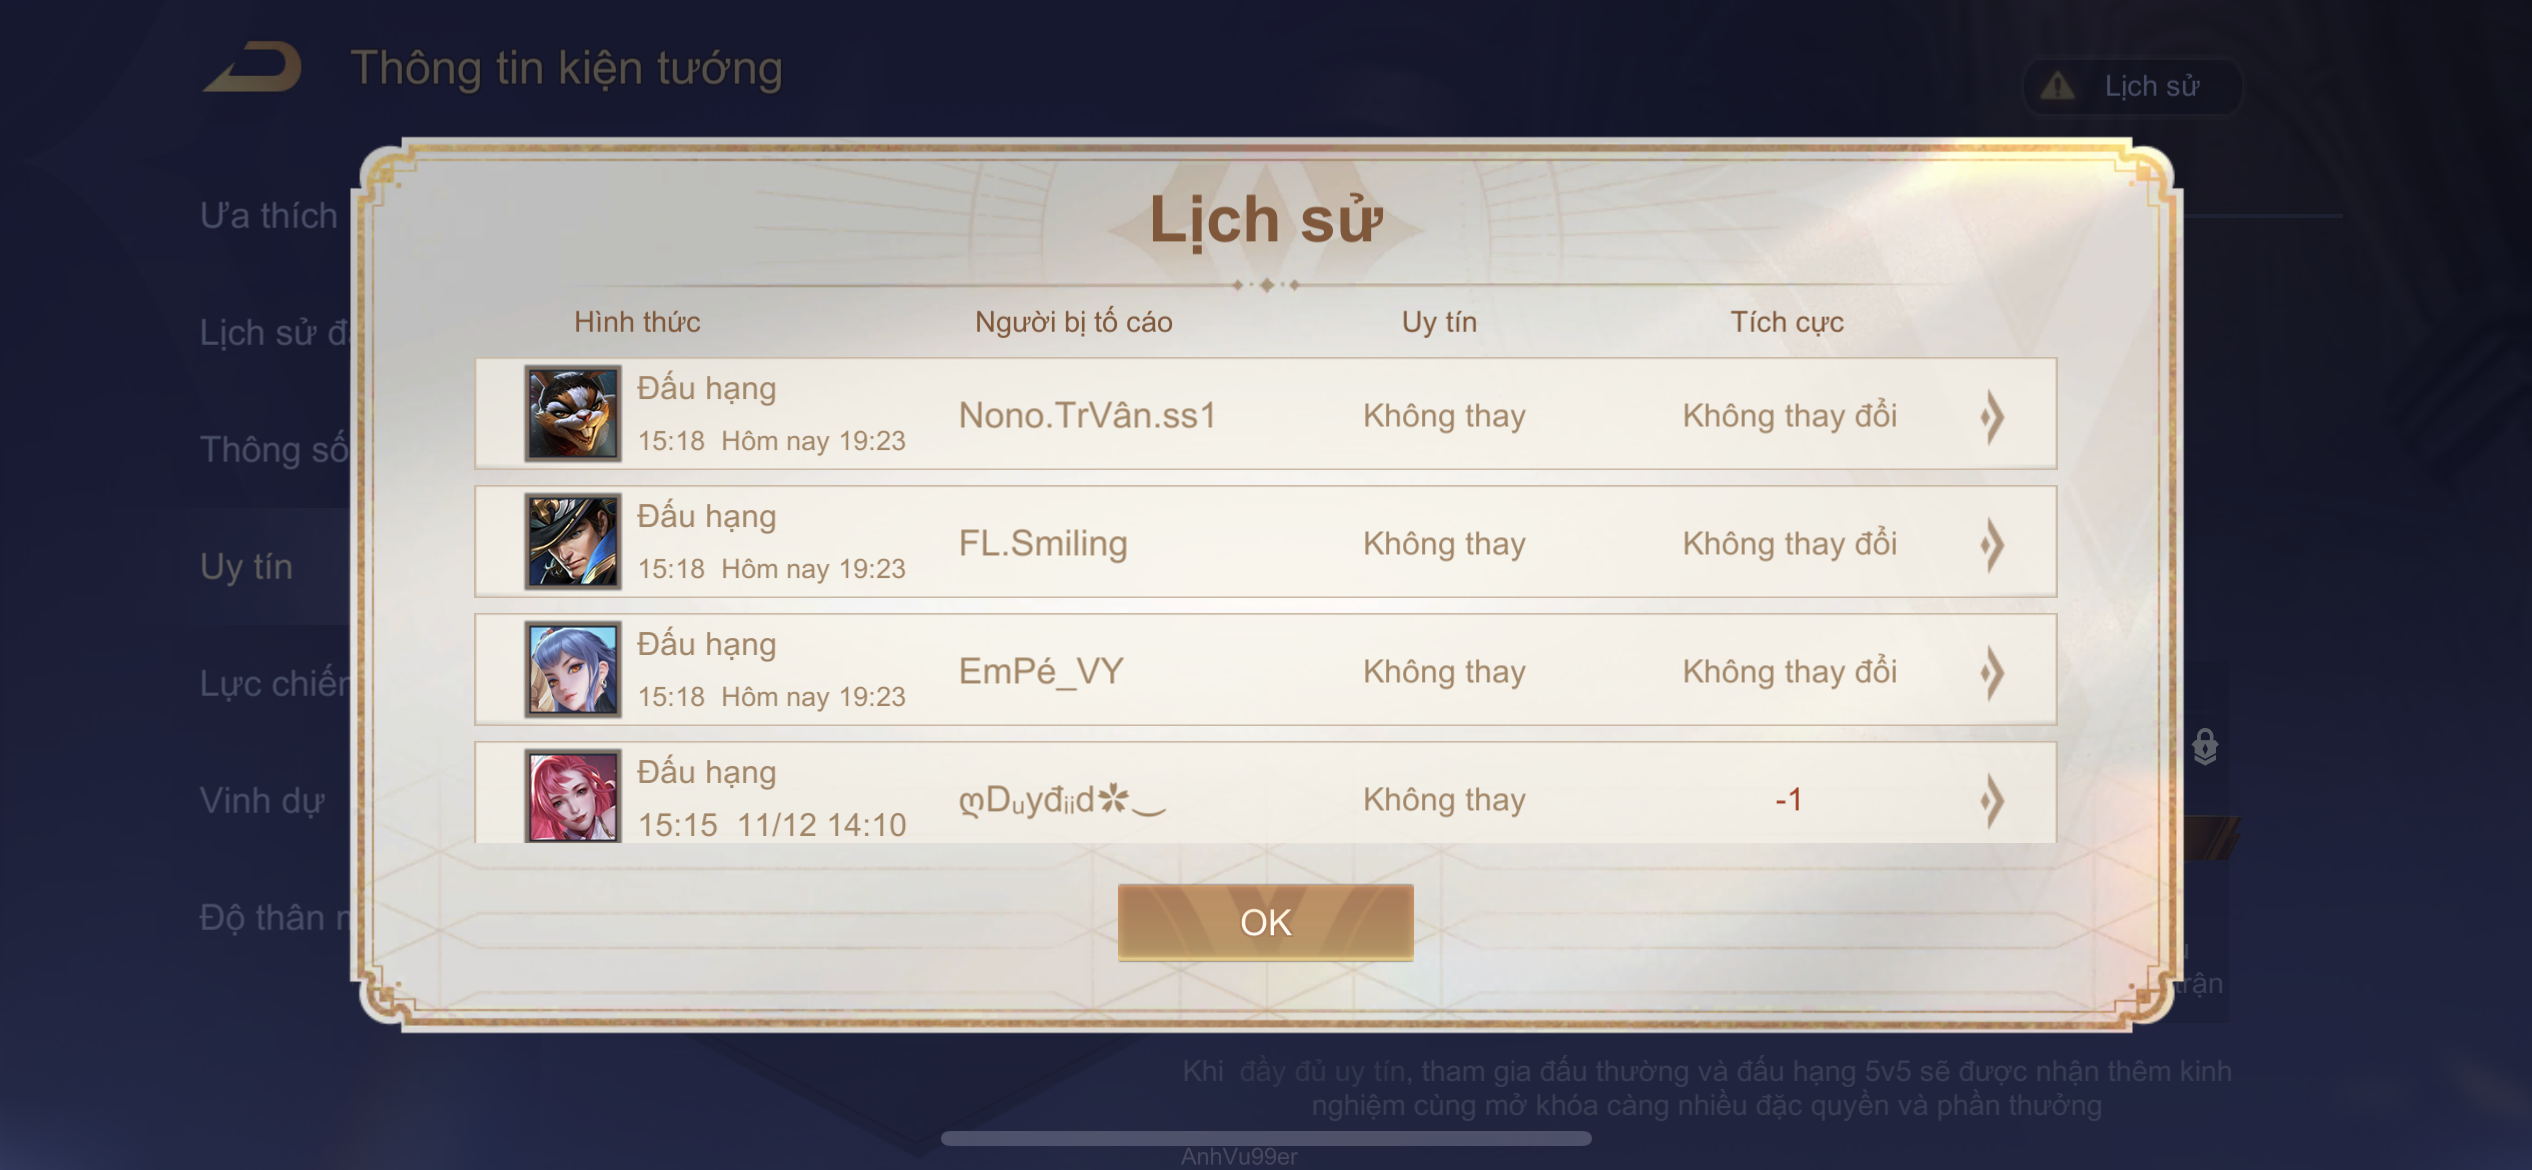 Thông tin kiện tướng
Lịch sử
Ưa thích
Lịch sử
Thông số
Uy tín
Lực chiến
Vinh dự
Độ thân
Lịch sử
Hình thức Người bị tố cáo Uy tín Tích cực
Đấu hạng
15:18 Hôm nay 19:23
Nono.TrVân.ss1 Không thay Không thay đổi
Đấu hạng
15:18 Hôm nay 19:23
FL.Smiling Không thay Không thay đổi
Đấu hạng
15:18 Hôm nay 19:23
EmPé_VY Không thay Không thay đổi
Đấu hạng
15:15 11/12 14:10
ღDᵤyđᵢᵢd✲‿ Không thay -1
OK
trận
Khi đầy đủ uy tín, tham gia đấu thường và đấu hạng 5v5 sẽ được nhận thêm kinh
nghiệm cùng mở khóa càng nhiều đặc quyền và phần thưởng
AnhVu99er